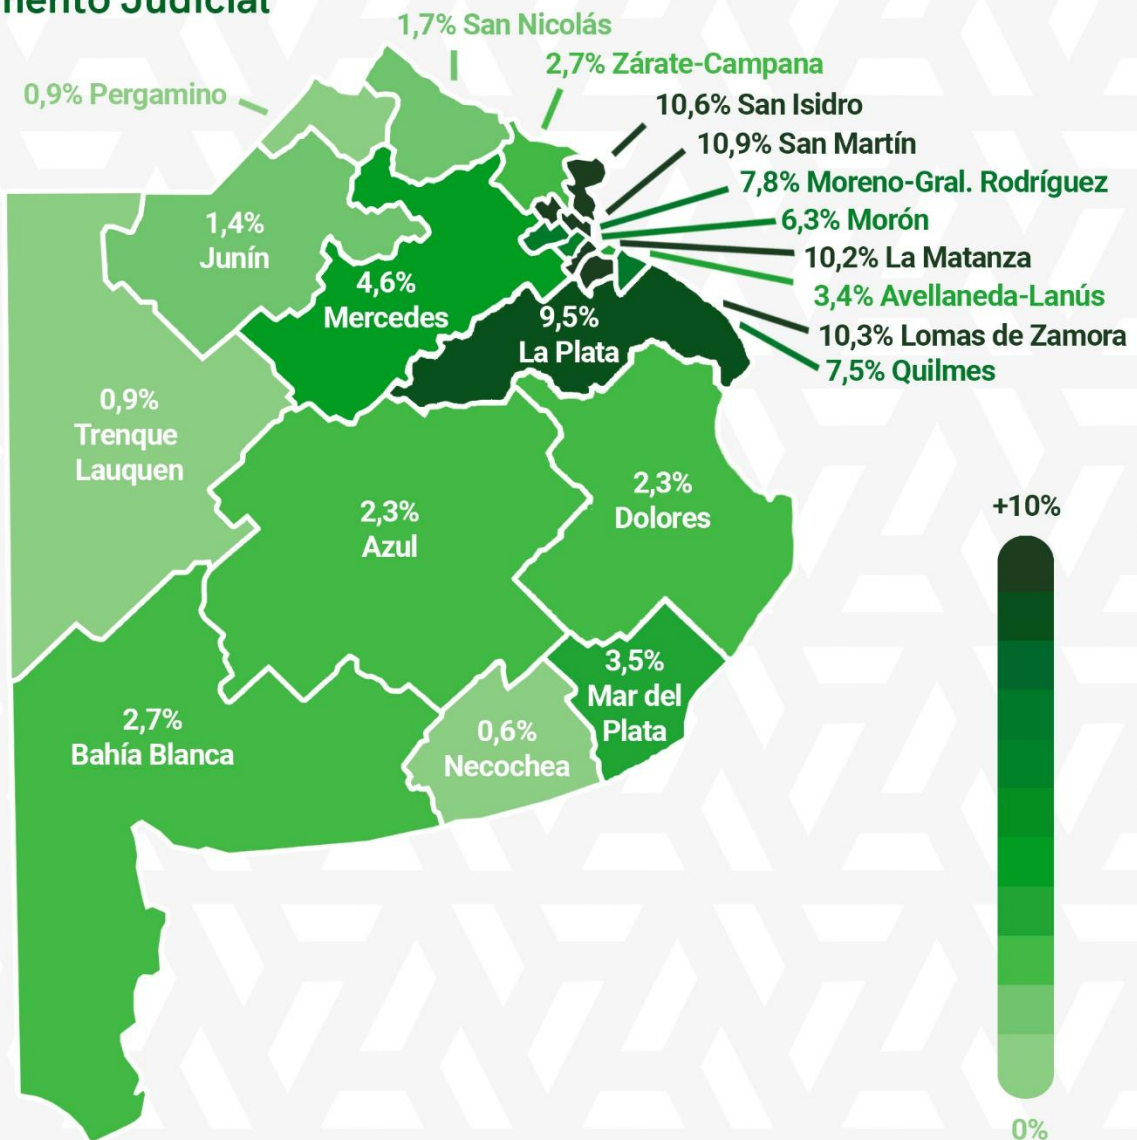 mento Judicial
1,7% San Nicolás
2,7% Zárate-Campana
0,9% Pergamino
10,6% San Isidro
10,9% San Martín
7,8% Moreno-Gral. Rodríguez
6,3% Morón
10,2% La Matanza
3,4% Avellaneda-Lanús
10,3% Lomas de Zamora
7,5% Quilmes
1,4%
Junín
4,6%
Mercedes
9,5%
La Plata
0,9%
Trenque
Lauquen
2,3%
Azul
2,3%
Dolores
3,5%
Mar del
Plata
2,7%
Bahía Blanca
0,6%
Necochea
+10%
0%